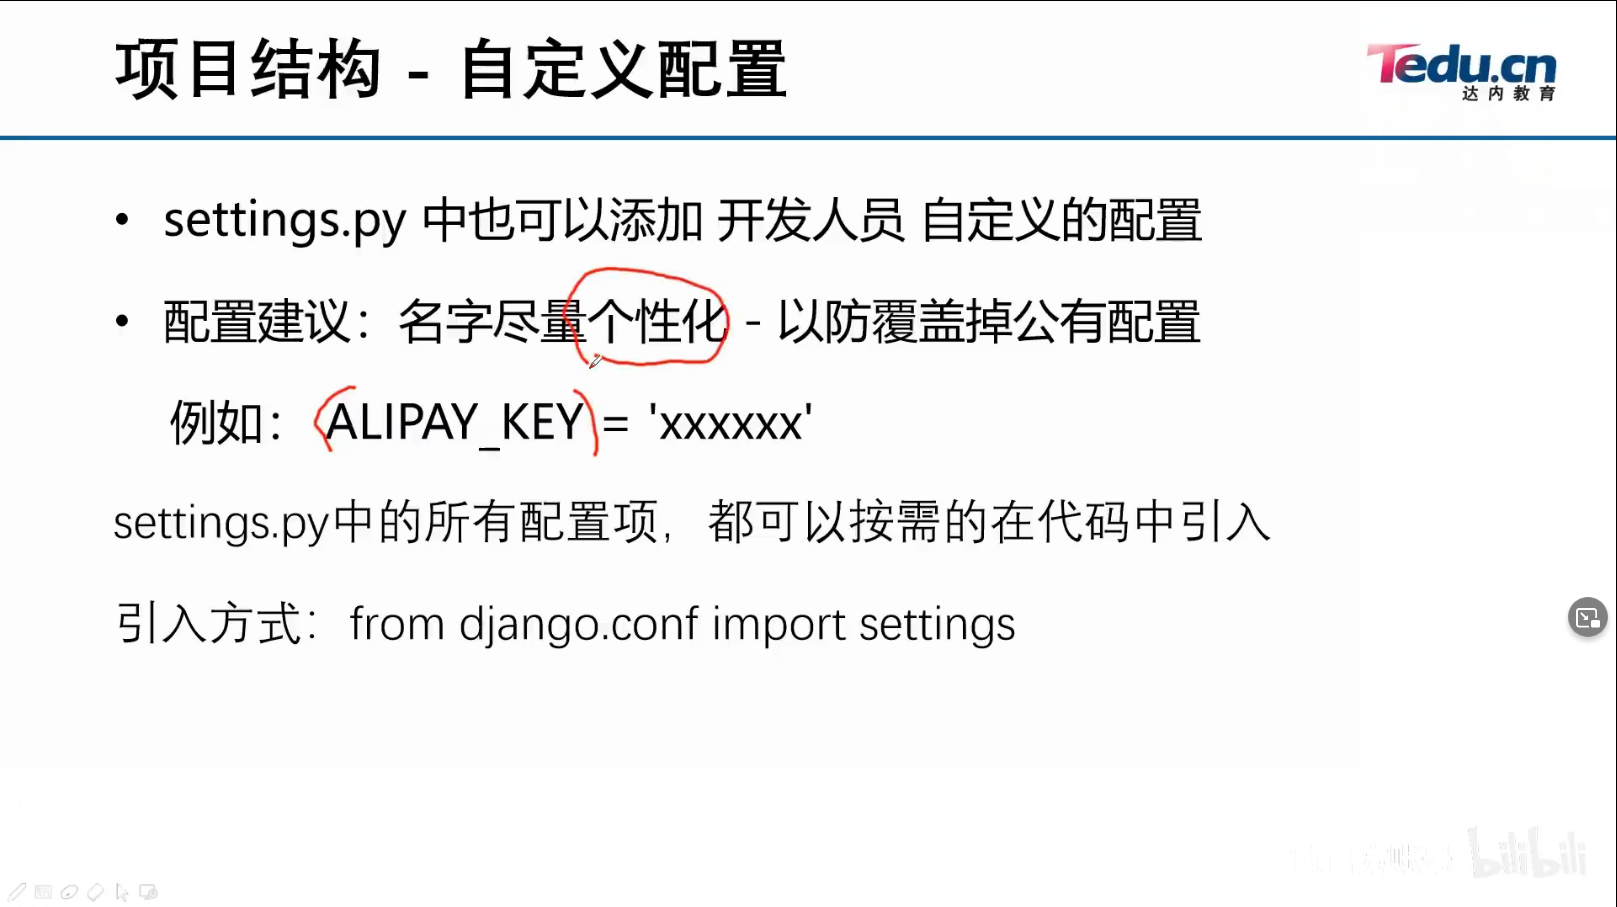 项目结构 - 自定义配置
Tedu.cn
达内教育
• settings.py 中也可以添加 开发人员 自定义的配置
• 配置建议：名字尽量个性化 - 以防覆盖掉公有配置
例如： ALIPAY_KEY = 'xxxxxx'
settings.py中的所有配置项，都可以按需的在代码中引入
引入方式：from django.conf import settings
bilibili